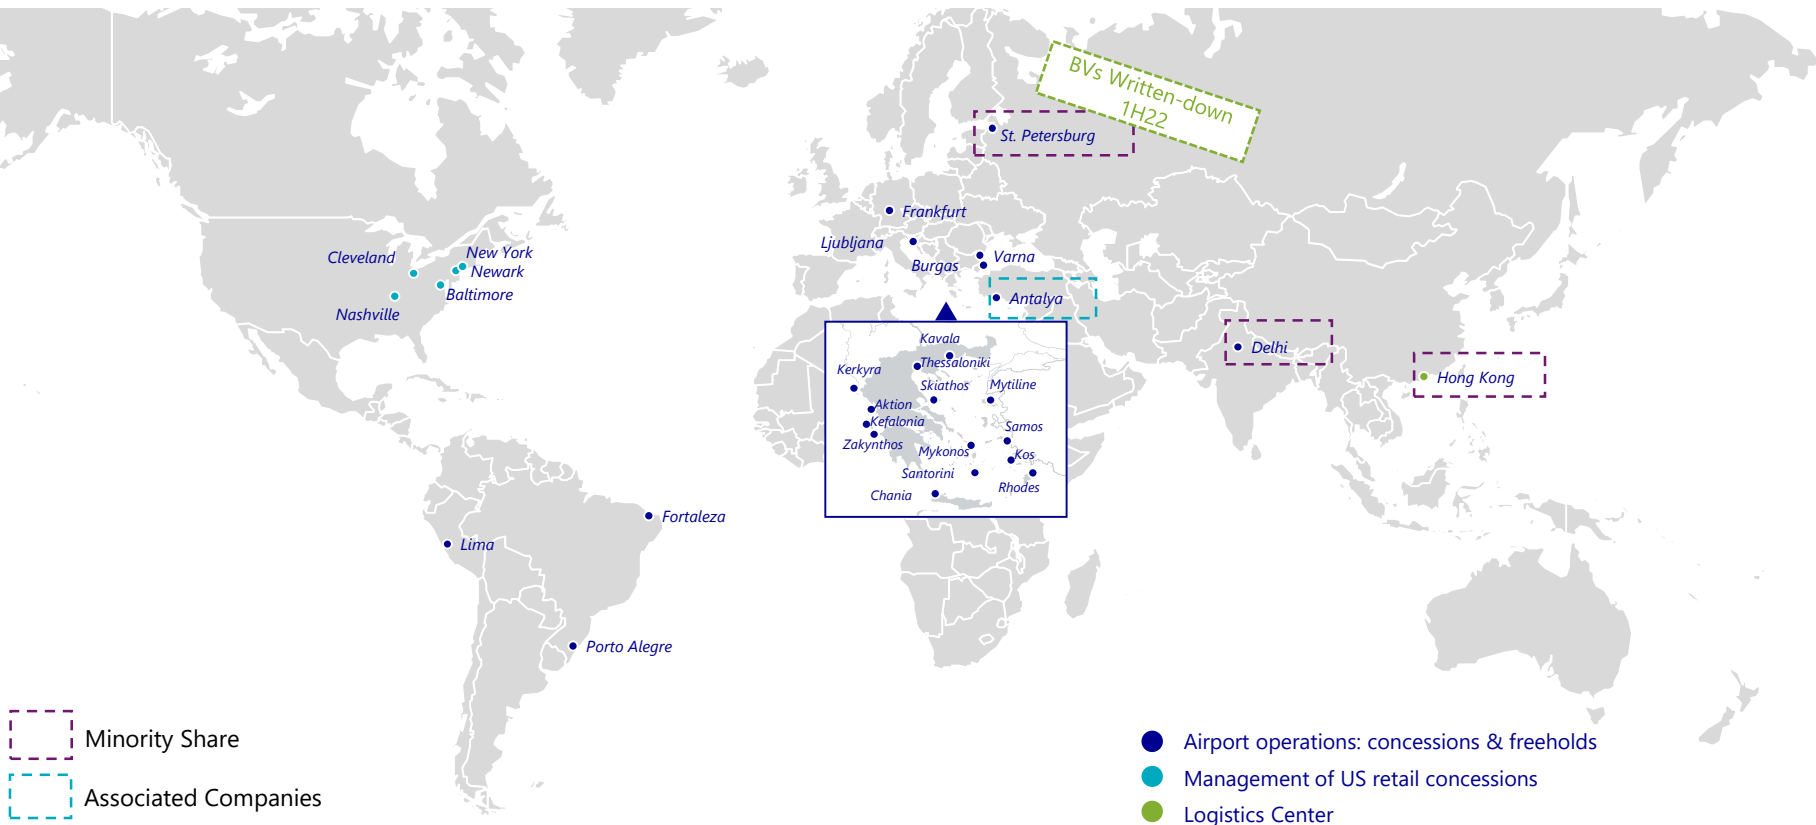 BVs Written-down
1H22
St. Petersburg
Frankfurt
Ljubljana
Burgas
Varna
Antalya
Cleveland
New York
Newark
Baltimore
Nashville
Delhi
Hong Kong
Kavala
Thessaloniki
Kerkyra
Skiathos
Mytiline
Aktion
Kefalonia
Zakynthos
Samos
Mykonos
Kos
Santorini
Rhodes
Chania
Fortaleza
Lima
Porto Alegre
Minority Share
Associated Companies
Airport operations: concessions & freeholds
Management of US retail concessions
Logistics Center